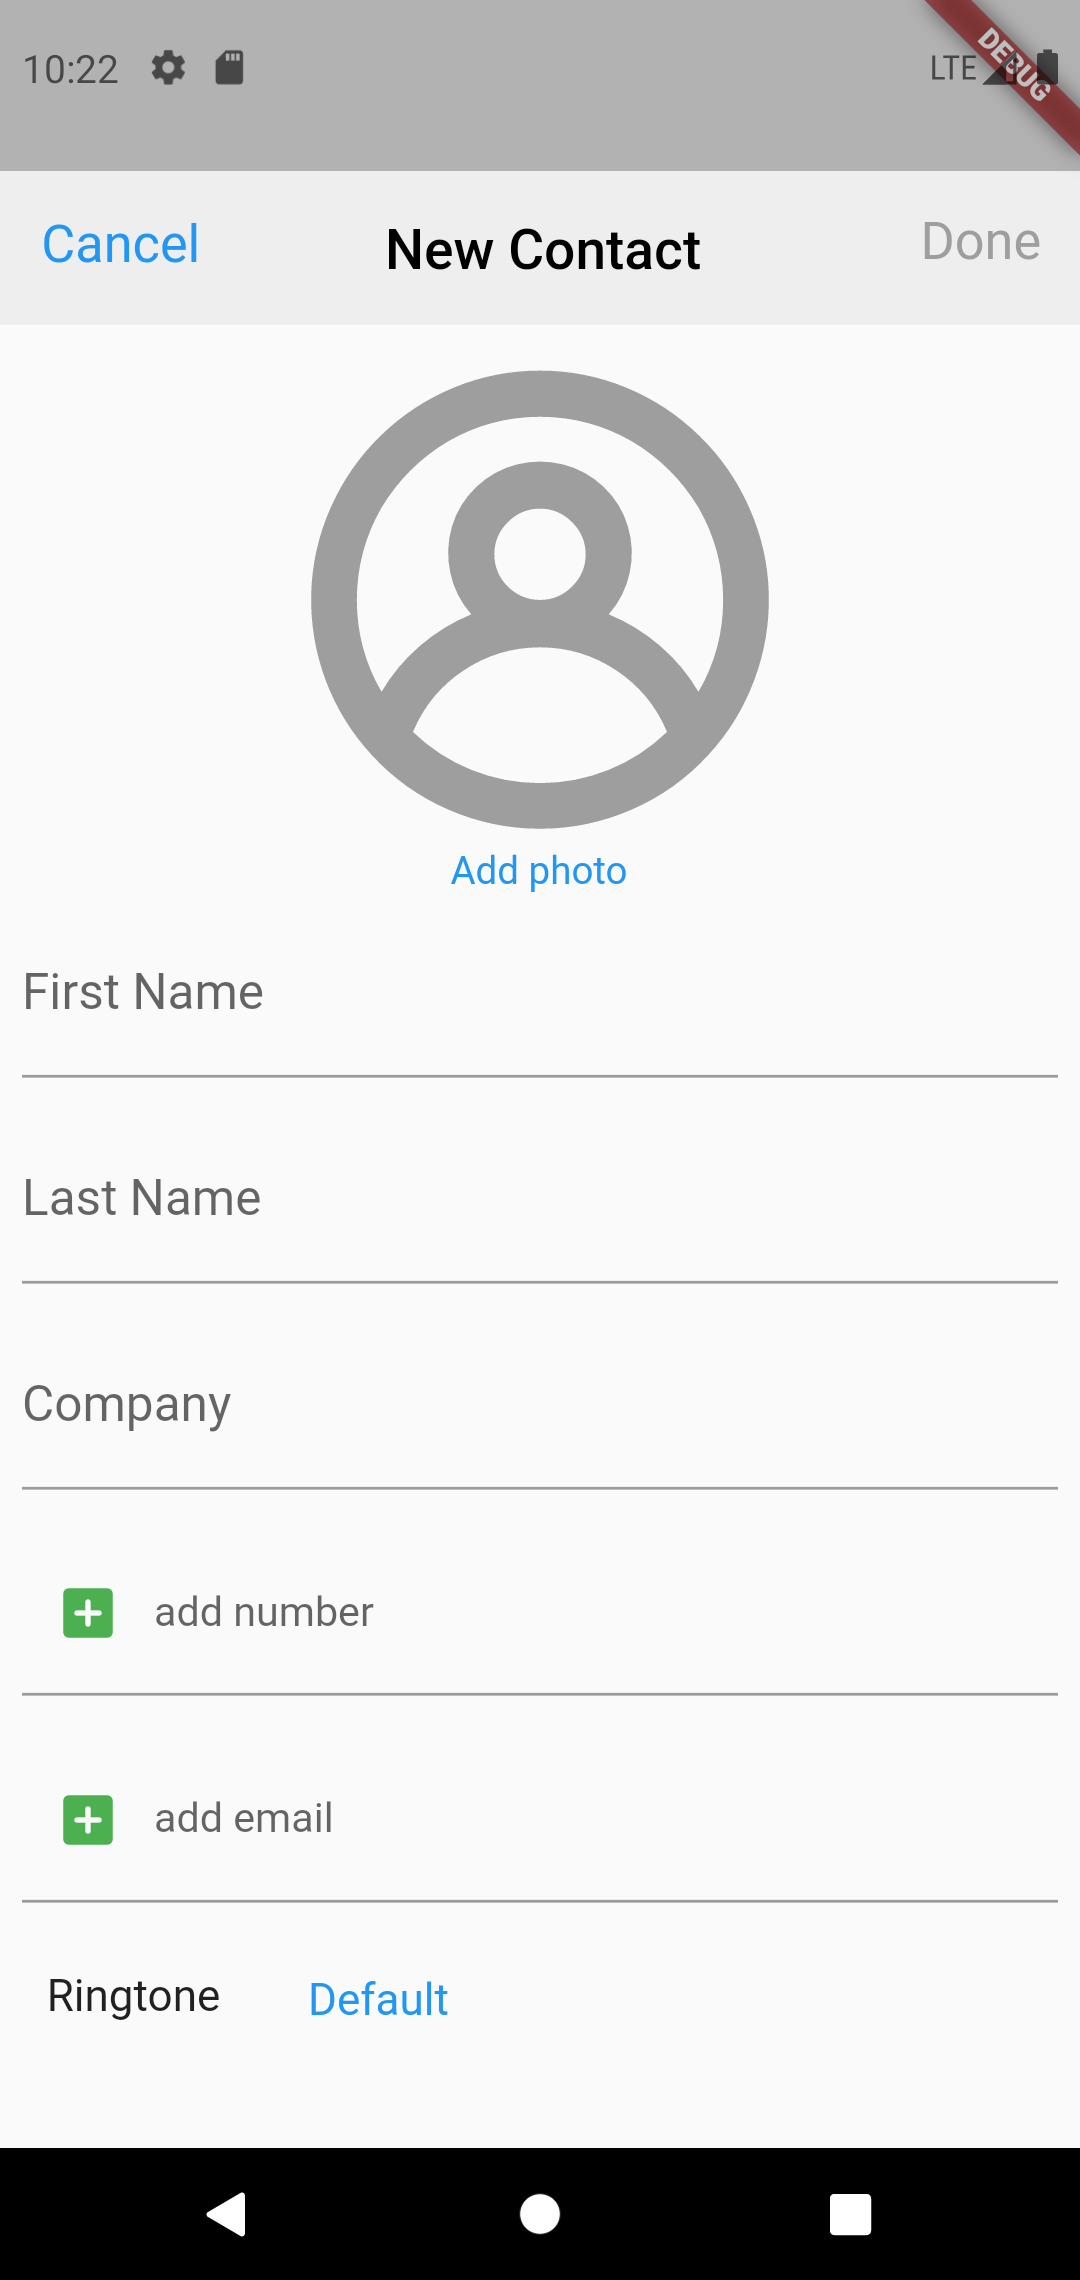 10:22 LTE DEBUG
Cancel New Contact Done
Add photo
First Name
Last Name
Company
add number
add email
Ringtone Default